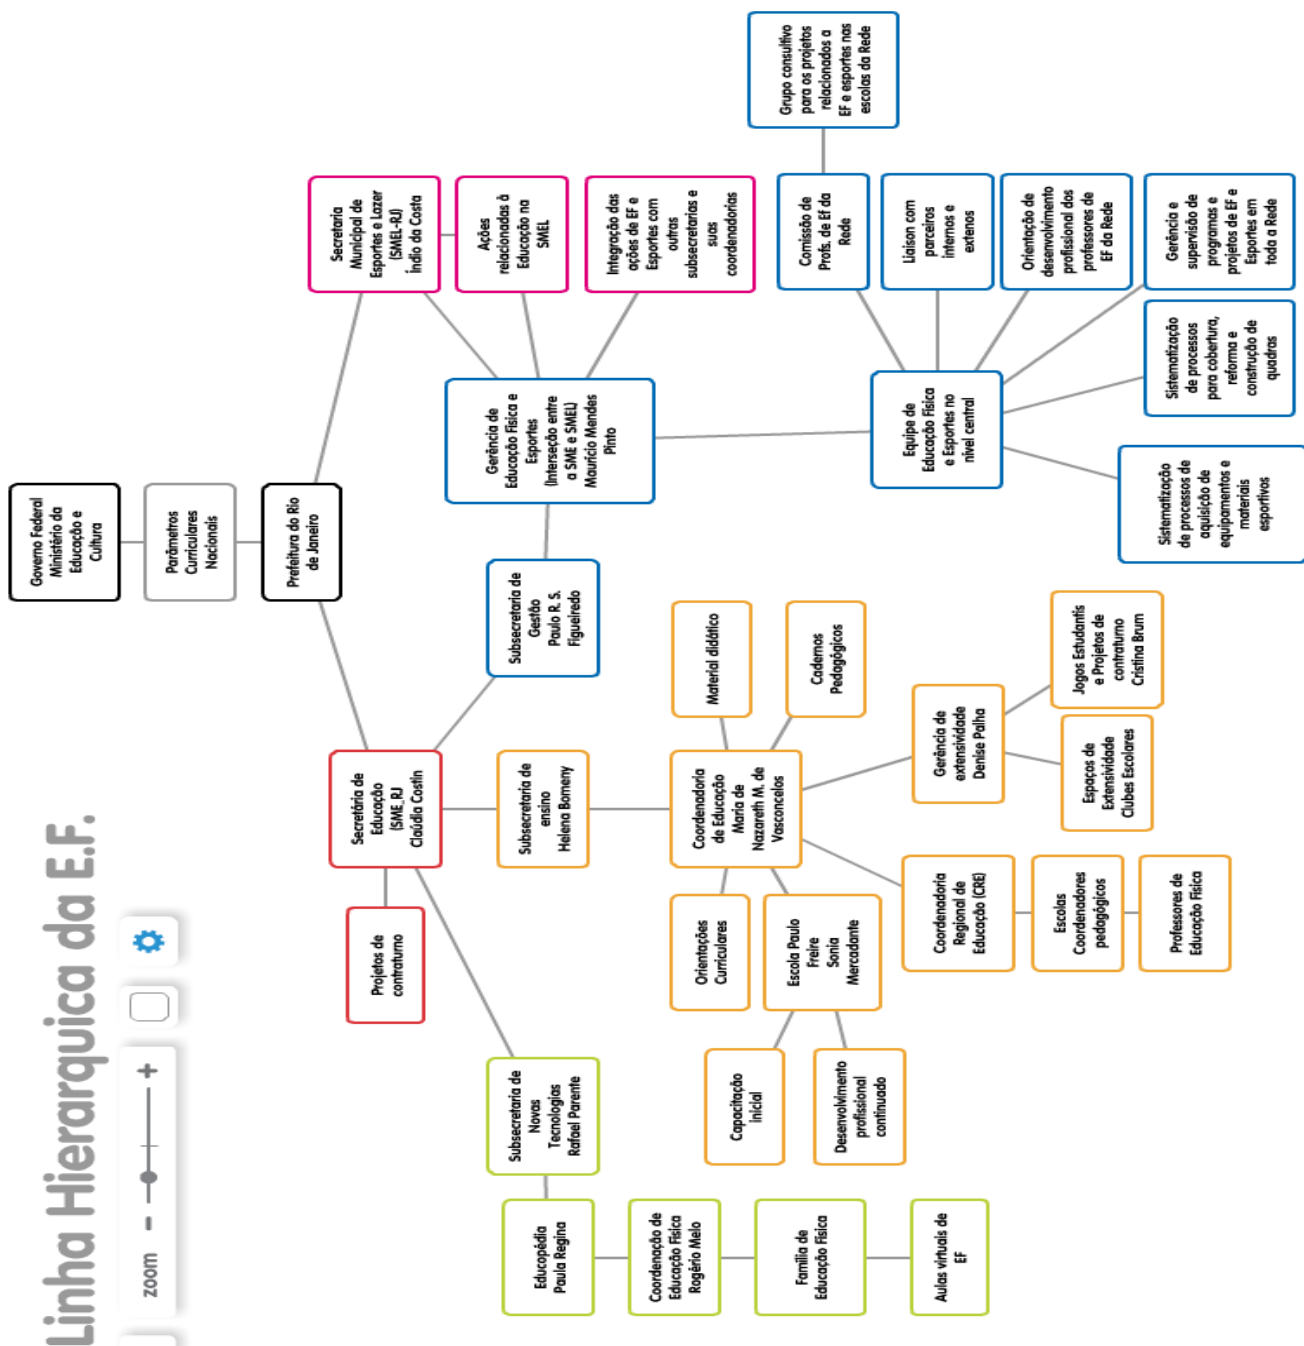 Linha Hierarquica da E.F.
zoom
-
+
Governo Federal
Ministério da
Educação e
Cultura
Parâmetros
Curriculares
Nacionais
Prefeitura do Rio
de Janeiro
Secretária de
Educação
(SME_RJ
Claúdia Costin
Secretaria
Municipal de
Esportes e Lazer
(SMEL-RJ)
Índio da Costa
Ações
relacionadas à
Educação na
SMEL
Integração das
ações de EF e
Esportes com
outras
subsecretarias e
suas
coordenadorias
Projetos de
contraturno
Subsecretaria de
Novas
Tecnologias
Rafael Parente
Subsecretaria de
ensino
Helena Bomeny
Subsecretaria de
Gestão
Paulo R. S.
Figueiredo
Gerência de
Educação Física e
Esportes
(Interseção entre
a SME e SMEL)
Mauricio Mendes
Pinto
Educopédia
Paula Regina
Coordenação de
Educação Física
Rogério Melo
Família de
Educação Física
Aulas virtuais de
EF
Coordenadoria
de Educação
Maria de
Nazareth M. de
Vasconcelos
Orientações
Curriculares
Material didático
Escola Paulo
Freire
Sonia
Mercadante
Cadernos
Pedagógicos
Capacitação
inicial
Desenvolvimento
profissional
continuado
Coordenadoria
Regional de
Educação (CRE)
Escolas
Coordenadores
pedagógicos
Professores de
Educação Física
Gerência de
extensividade
Denise Palha
Espaços de
Extensividade
Clubes Escolares
Jogos Estudantis
e Projetos de
contraturno
Cristina Brum
Equipe de
Educação Física
e Esportes no
nível central
Sistematização
de processos de
aquisição de
equipamentos e
materiais
esportivos
Sistematização
de processos
para cobertura,
reforma e
construção de
quadras
Gerência e
supervisão de
programas e
projetos de EF e
Esportes em
toda a Rede
Orientação de
desenvolvimento
profissional dos
professores de
EF da Rede
Liaison com
parceiros
internos e
extenos
Comissão de
Profs. de Ef da
Rede
Grupo consultivo
para os projetos
relacionados a
EF e esportes nas
escolas da Rede